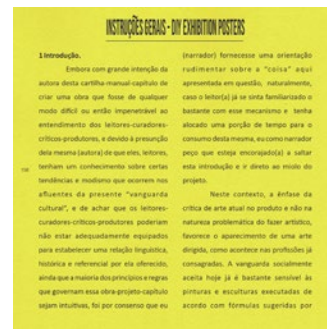 INSTRUÇÕES GERAIS - DIY EXHIBITION POSTERS
1 Introdução.
Embora com grande intenção da
autora desta cartilha-manual-capítulo de
criar uma obra que fosse de qualquer
modo difícil ou então impenetrável ao
entendimento dos leitores-curadores-
críticos-produtores, e devido à presunção
dela mesma (autora) de que eles, leitores,
tenham um conhecimento sobre certas
tendências e modismo que ocorrem nos
afluentes da presente "vanguarda
cultural", e de achar que os leitores-
curadores-críticos-produtores poderiam
não estar adequadamente equipados
para estabelecer uma relação linguística,
histórica e referencial por ela oferecido,
ainda que a maioria dos princípios e regras
que governam essa obra-projeto-capítulo
sejam intuitivas, foi por consenso que eu
(narrador) fornecesse uma orientação
rudimentar sobre a "coisa" aqui
apresentada em questão; naturalmente,
caso o leitor(a) já se sinta familiarizado o
bastante com esse mecanismo e tenha
alocado uma porção de tempo para o
consumo desta mesma, eu como narrador
peço que esteja encorajado(a) a saltar
esta introdução e ir direto ao miolo do
projeto.
Neste contexto, a ênfase da
crítica de arte atual no produto e não na
natureza problemática do fazer artístico,
favorece o aparecimento de uma arte
dirigida, como acontece nas profissões já
consagradas. A vanguarda socialmente
aceita hoje já é bastante sensível às
pinturas e esculturas executadas de
acordo com fórmulas sugeridas por